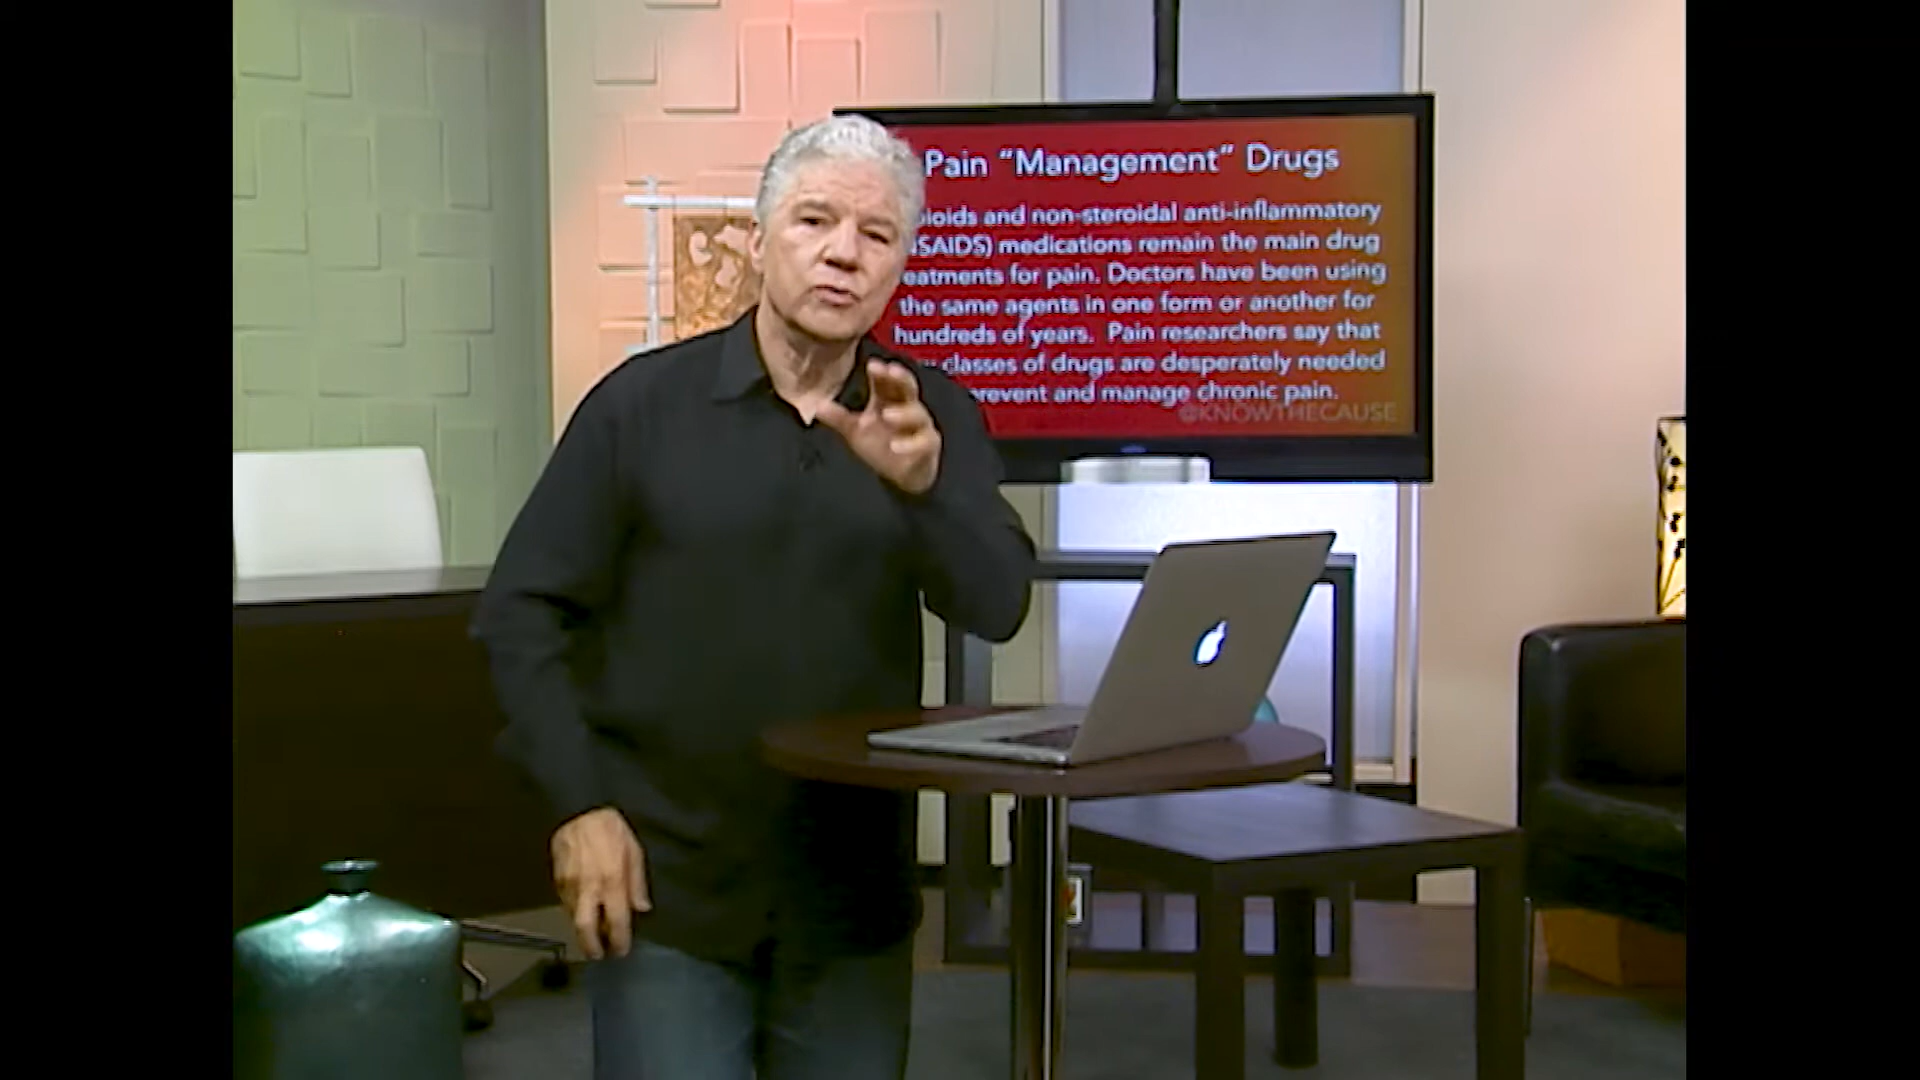 Pain “Management” Drugs
and non-steroidal anti-inflammatory
medications remain the main drug
for pain. Doctors have been using
the same agents in one form or another for
hundreds of years. Pain researchers say that
classes of drugs are desperately needed
and manage chronic pain.
@KNOWTHECAUSE